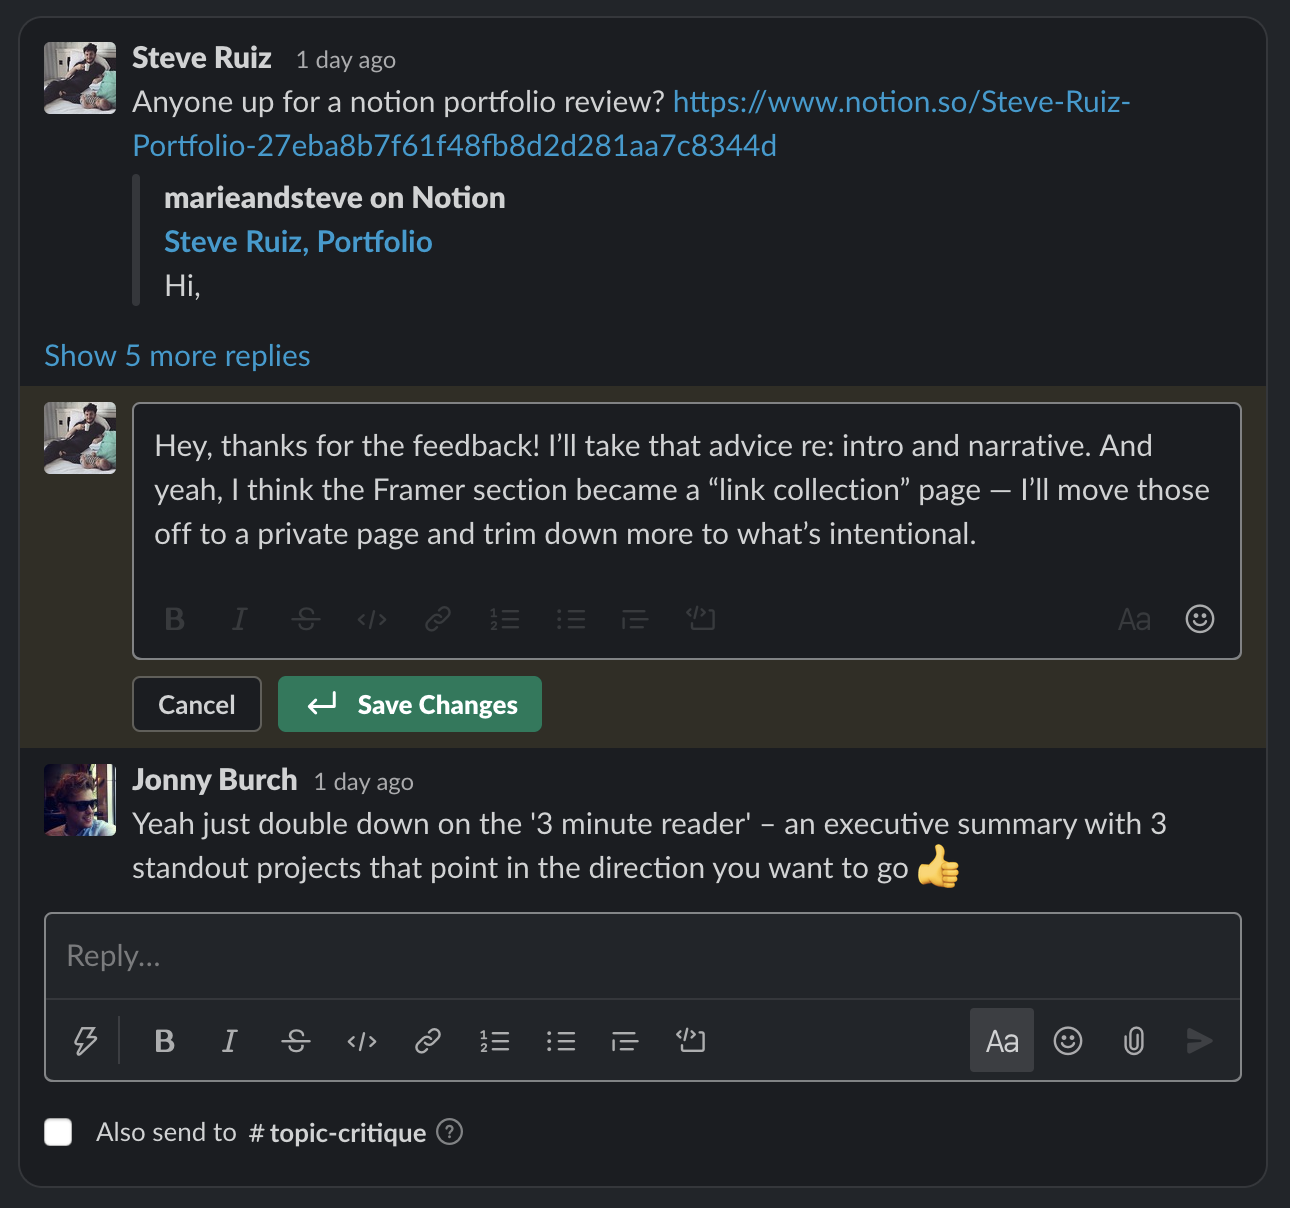 Steve Ruiz 1 day ago
Anyone up for a notion portfolio review? https://www.notion.so/Steve-Ruiz-
Portfolio-27eba8b7f61f48fb8d2d281aa7c8344d
marieandsteve on Notion
Steve Ruiz, Portfolio
Hi,
Show 5 more replies
Hey, thanks for the feedback! I’ll take that advice re: intro and narrative. And
yeah, I think the Framer section became a “link collection” page — I’ll move those
off to a private page and trim down more to what’s intentional.
B I S </> Aa
Cancel Save Changes
Jonny Burch 1 day ago
Yeah just double down on the '3 minute reader' – an executive summary with 3
standout projects that point in the direction you want to go 👍
Reply...
B I S </> Aa
Also send to # topic-critique ?